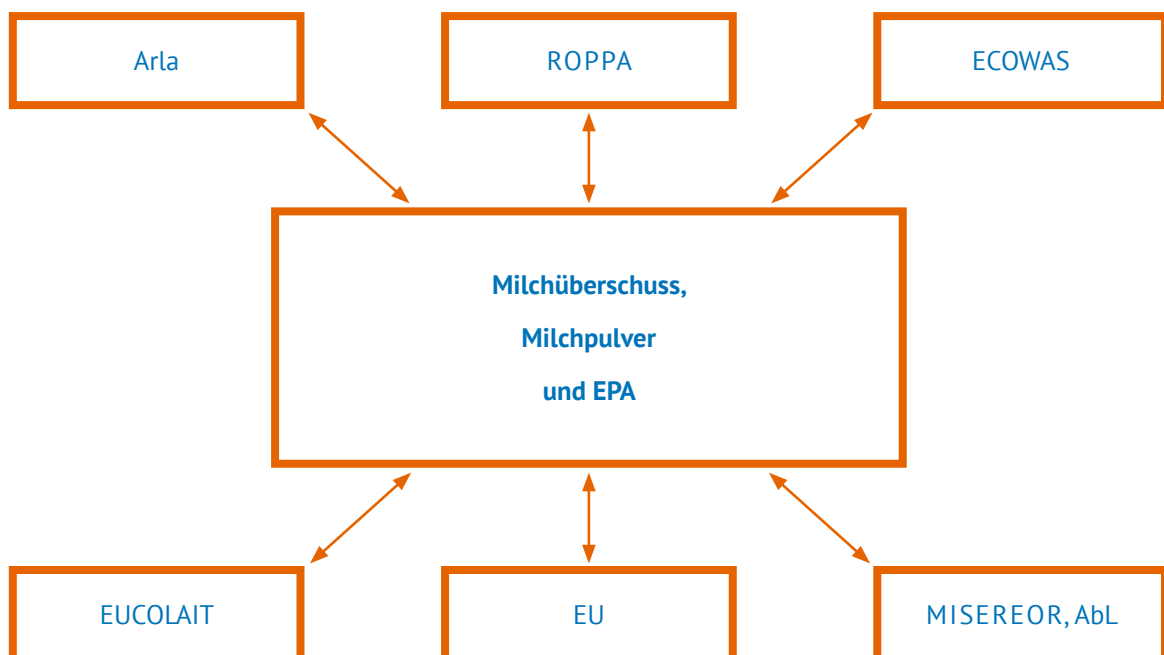 Arla
ROPPA
ECOWAS
Milchüberschuss,
Milchpulver
und EPA
EUCOLAIT
EU
MISEREOR, AbL